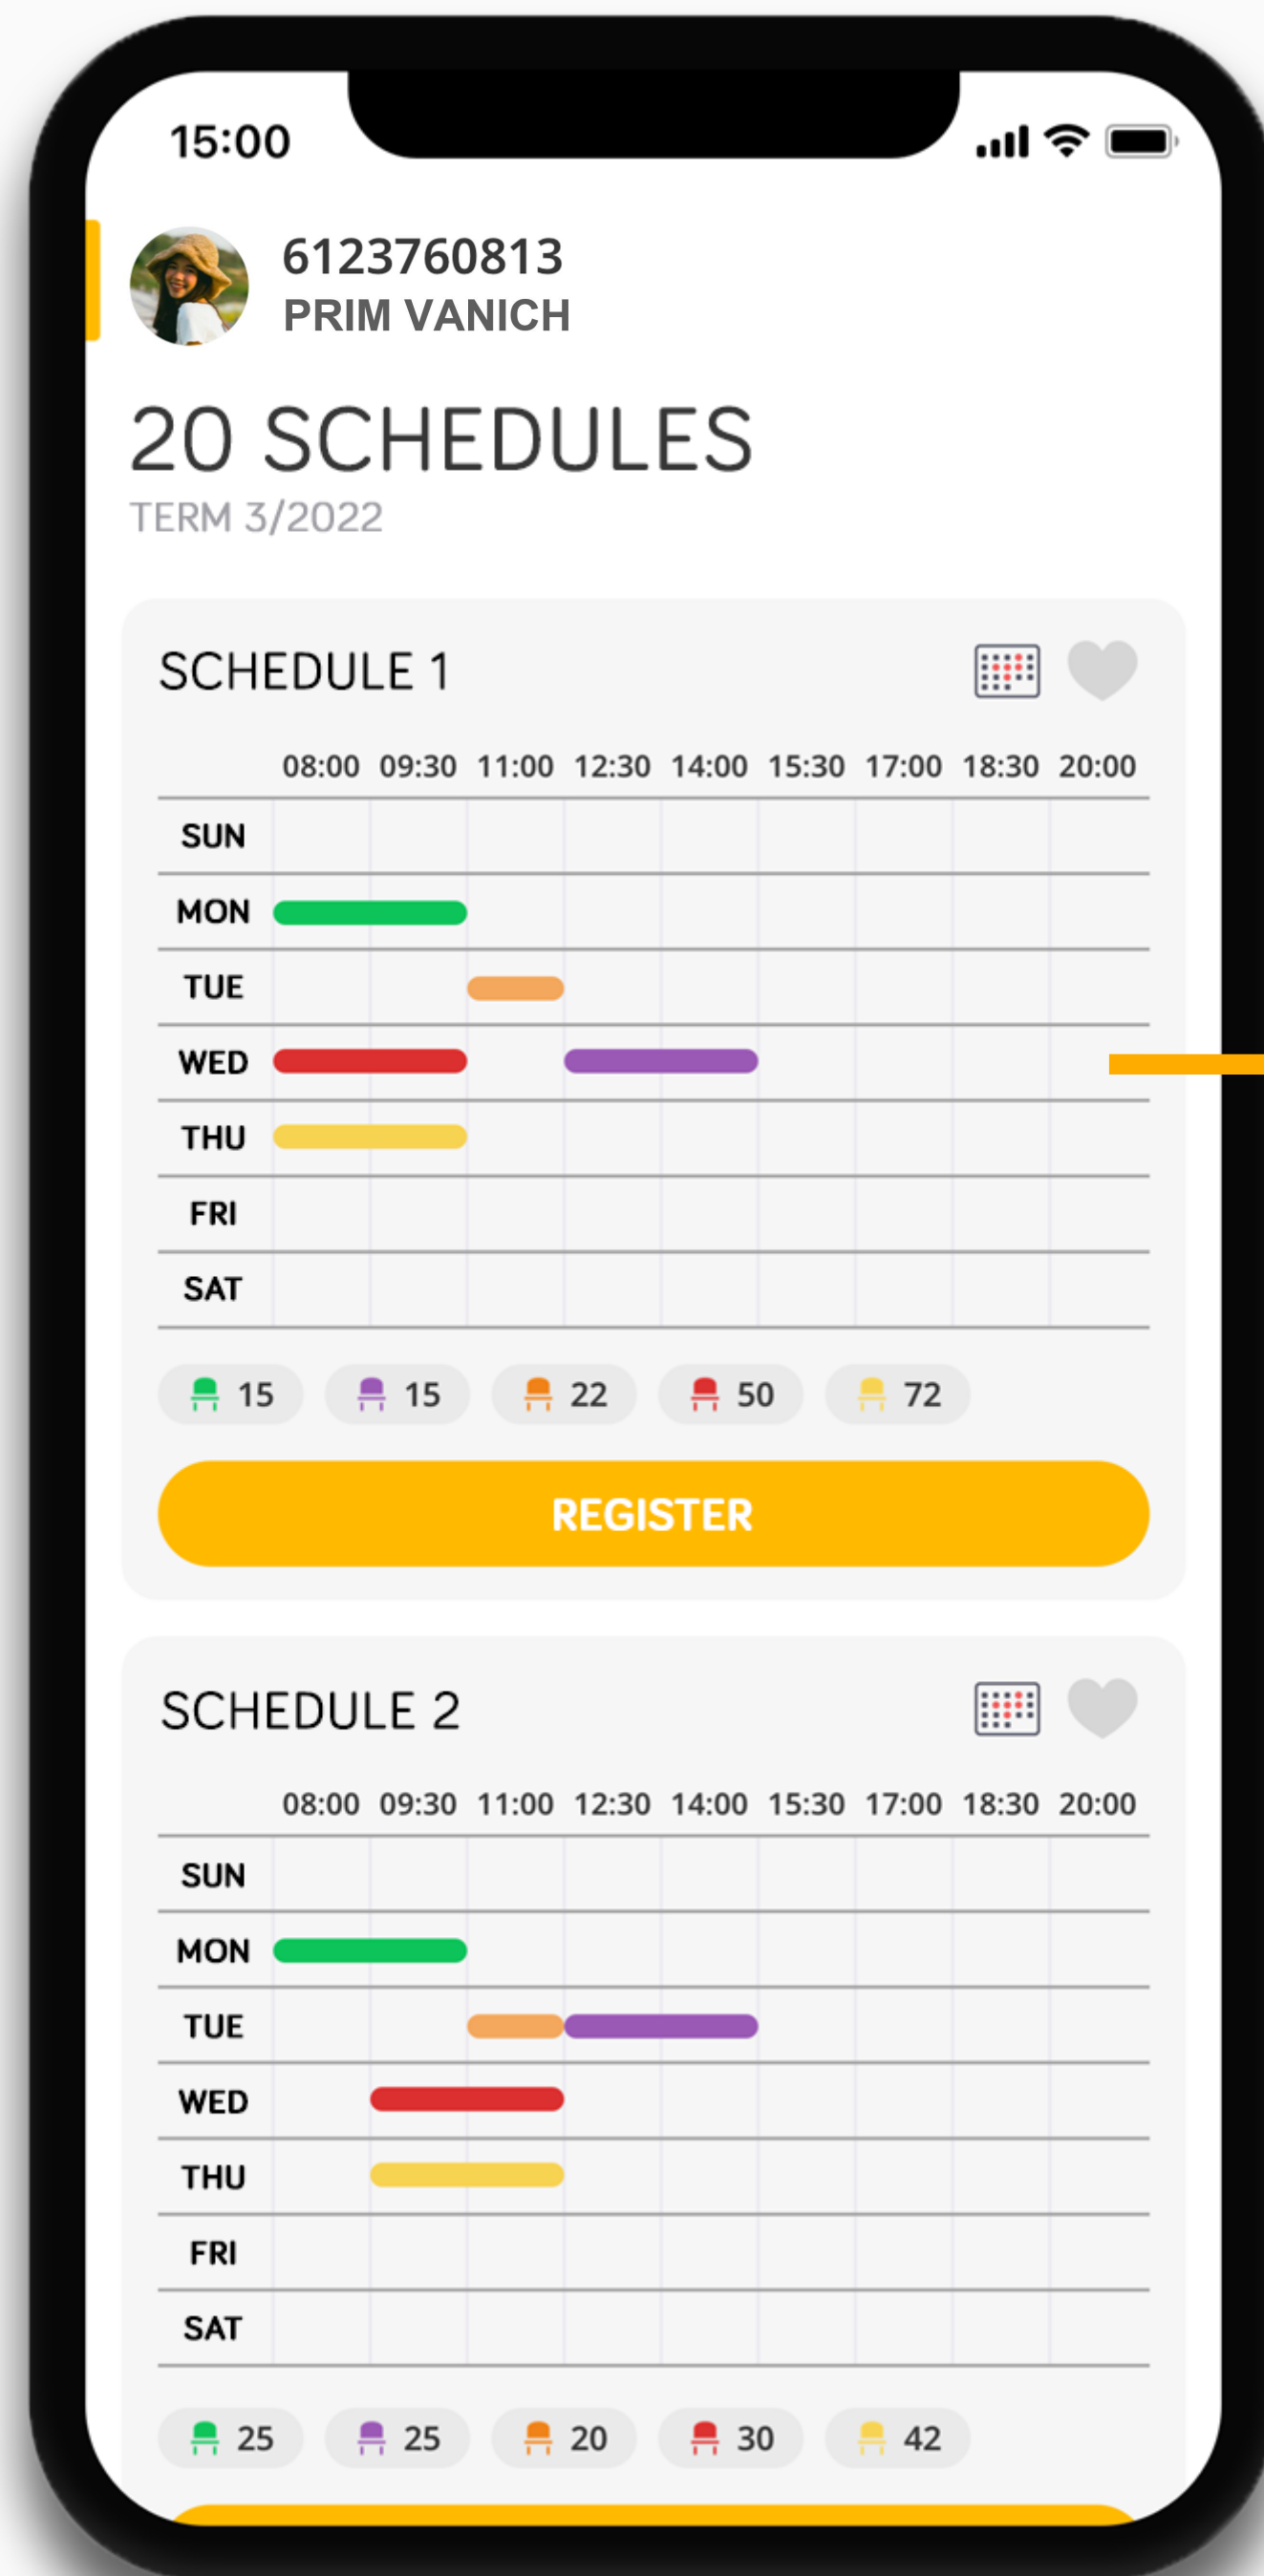 15:00
6123760813
PRIM VANICH
20 SCHEDULES
TERM 3/2022
SCHEDULE 1
08:00 09:30 11:00 12:30 14:00 15:30 17:00 18:30 20:00
SUN
MON
TUE
WED
THU
FRI
SAT
15 15 22 50 72
REGISTER
SCHEDULE 2
08:00 09:30 11:00 12:30 14:00 15:30 17:00 18:30 20:00
SUN
MON
TUE
WED
THU
FRI
SAT
25 25 20 30 42